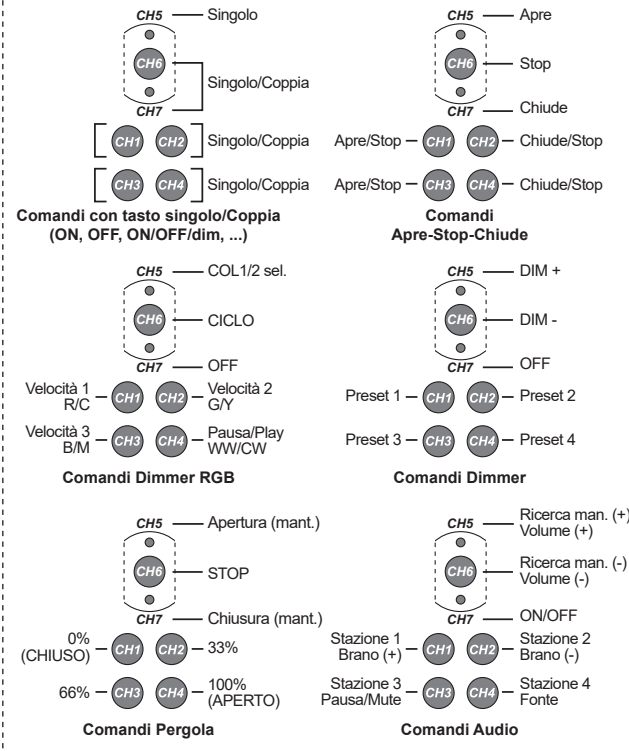 CH5 Singolo
CH6
Singolo/Coppia
CH7
CH1 CH2 Singolo/Coppia
CH3 CH4 Singolo/Coppia
Comandi con tasto singolo/Coppia
(ON, OFF, ON/OFF/dim, ...)
CH5 Apre
CH6 Stop
CH7 Chiude
Apre/Stop CH1 CH2 Chiude/Stop
Apre/Stop CH3 CH4 Chiude/Stop
Comandi
Apre-Stop-Chiude
CH5 COL1/2 sel.
CH6 CICLO
CH7 OFF
Velocità 1
R/C
CH1 CH2
Velocità 2
G/Y
Velocità 3
B/M
CH3 CH4
Pausa/Play
WW/CW
Comandi Dimmer RGB
CH5 DIM +
CH6 DIM -
CH7 OFF
Preset 1 CH1 CH2 Preset 2
Preset 3 CH3 CH4 Preset 4
Comandi Dimmer
CH5 Apertura (mant.)
CH6 STOP
CH7 Chiusura (mant.)
0%
(CHIUSO)
CH1 CH2 33%
66% CH3 CH4
100%
(APERTO)
Comandi Pergola
CH5
Ricerca man. (+)
Volume (+)
CH6
Ricerca man. (-)
Volume (-)
CH7 ON/OFF
Stazione 1
Brano (+)
CH1 CH2
Stazione 2
Brano (-)
Stazione 3
Pausa/Mute
CH3 CH4
Stazione 4
Fonte
Comandi Audio